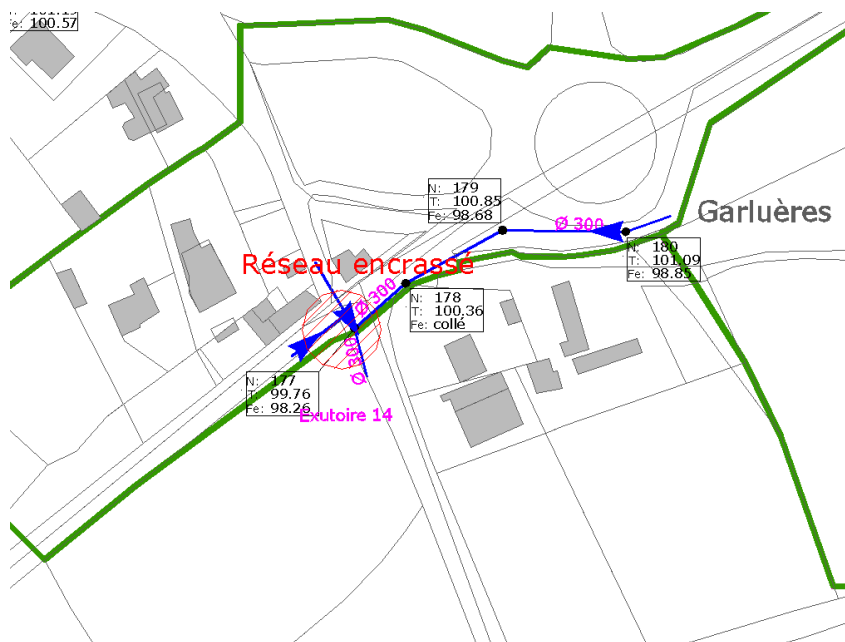 Fe: 100.57
N: 179
T: 100.85
Fe: 98.68
Garluères
Ø 300
N: 180
T: 101.09
Fe: 98.85
Réseau encrassé
Ø 300
N: 178
T: 100.36
Fe: collé
Ø 300
N: 177
T: 99.76
Fe: 98.26
Exutoire 14